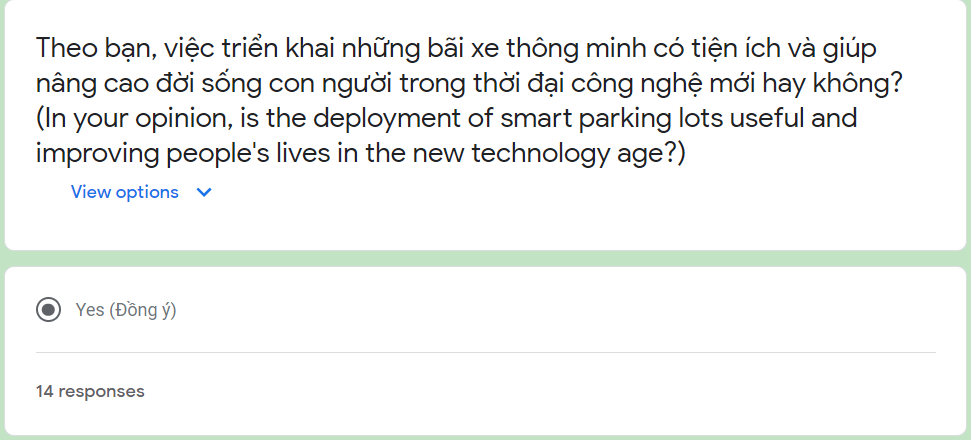 Theo bạn, việc triển khai những bãi xe thông minh có tiện ích và giúp
nâng cao đời sống con người trong thời đại công nghệ mới hay không?
(In your opinion, is the deployment of smart parking lots useful and
improving people's lives in the new technology age?)
View options
Yes (Đồng ý)
14 responses